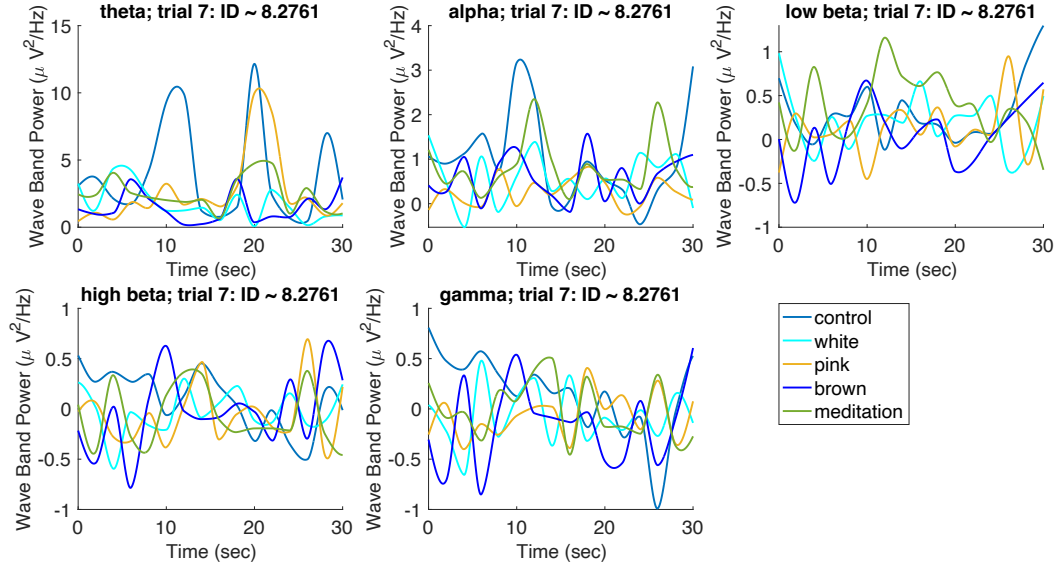 theta; trial 7: ID ~ 8.2761
Wave Band Power (μ V²/Hz)
15
10
5
0
0 10 20 30
Time (sec)
alpha; trial 7: ID ~ 8.2761
Wave Band Power (μ V²/Hz)
4
3
2
1
0
0 10 20 30
Time (sec)
low beta; trial 7: ID ~ 8.2761
Wave Band Power (μ V²/Hz)
1
0.5
0
-0.5
-1
0 10 20 30
Time (sec)
high beta; trial 7: ID ~ 8.2761
Wave Band Power (μ V²/Hz)
1
0.5
0
-0.5
-1
0 10 20 30
Time (sec)
gamma; trial 7: ID ~ 8.2761
Wave Band Power (μ V²/Hz)
1
0.5
0
-0.5
-1
0 10 20 30
Time (sec)
control
white
pink
brown
meditation